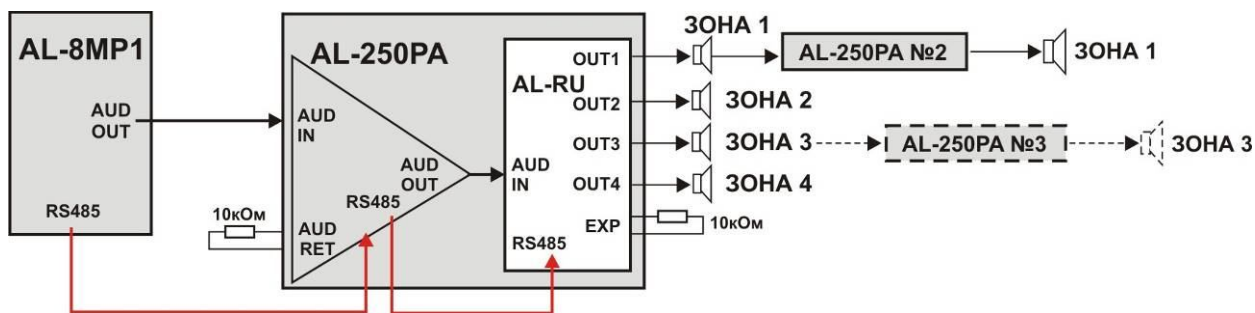 AL-8MP1
AUD
OUT
RS485
AL-250PA
AUD
IN
AUD
OUT
RS485
10кОм
AUD
RET
AL-RU
AUD
IN
RS485
OUT1
OUT2
OUT3
OUT4
EXP
10кОм
ЗОНА 1
AL-250PA №2
ЗОНА 1
ЗОНА 2
ЗОНА 3
AL-250PA №3
ЗОНА 3
ЗОНА 4